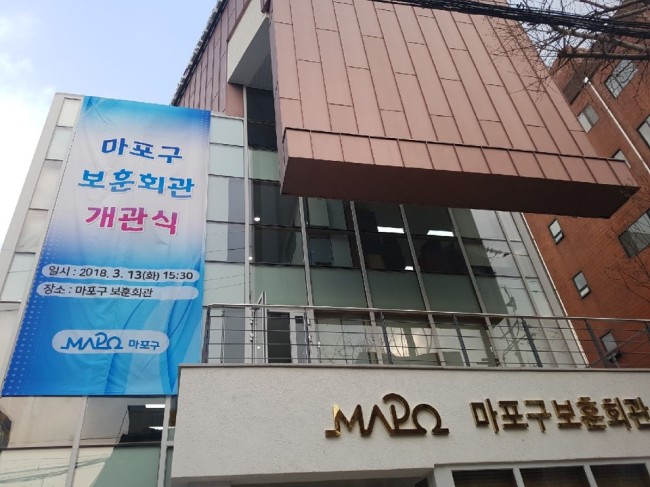 마포구
보훈회관
개관식
일시 : 2018. 3. 13(화) 15:30
장소 : 마포구 보훈회관
MAPO 마포구
MAPO 마포구보훈회관